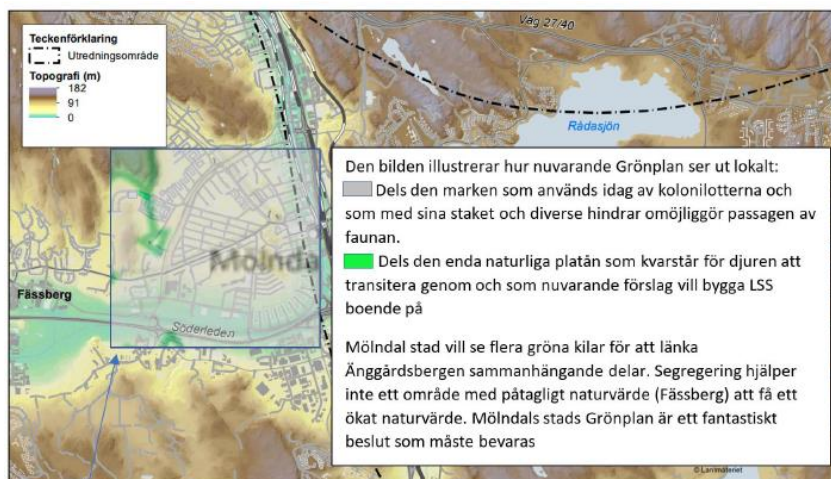 Väg 27/40
Teckenförklaring
Utredningsområde
Topografi (m)
182
91
0
Rådasjön
Den bilden illustrerar hur nuvarande Grönplan ser ut lokalt:
Dels den marken som används idag av kolonilotterna och
som med sina staket och diverse hindrar omöjliggör passagen av
faunan.
Dels den enda naturliga platån som kvarstår för djuren att
transitera genom och som nuvarande förslag vill bygga LSS
boende på
Mölndal stad vill se flera gröna kilar för att länka
Änggårdsbergen sammanhängande delar. Segregering hjälper
inte ett område med påtagligt naturvärde (Fässberg) att få ett
ökat naturvärde. Mölndals stads Grönplan är ett fantastiskt
beslut som måste bevaras
Mölnda
Fässberg
Söderleden
© Lantmäteriet